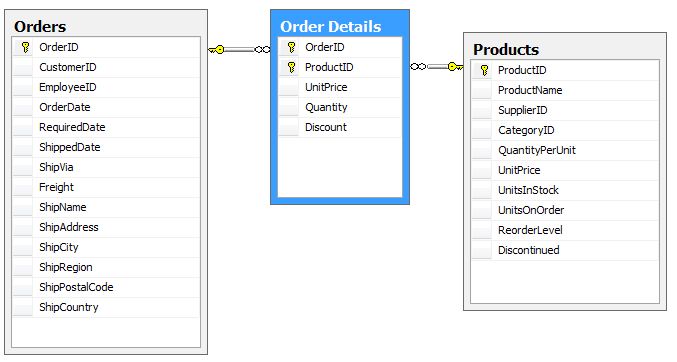 Orders
OrderID
CustomerID
EmployeeID
OrderDate
RequiredDate
ShippedDate
ShipVia
Freight
ShipName
ShipAddress
ShipCity
ShipRegion
ShipPostalCode
ShipCountry
Order Details
OrderID
ProductID
UnitPrice
Quantity
Discount
Products
ProductID
ProductName
SupplierID
CategoryID
QuantityPerUnit
UnitPrice
UnitsInStock
UnitsOnOrder
ReorderLevel
Discontinued